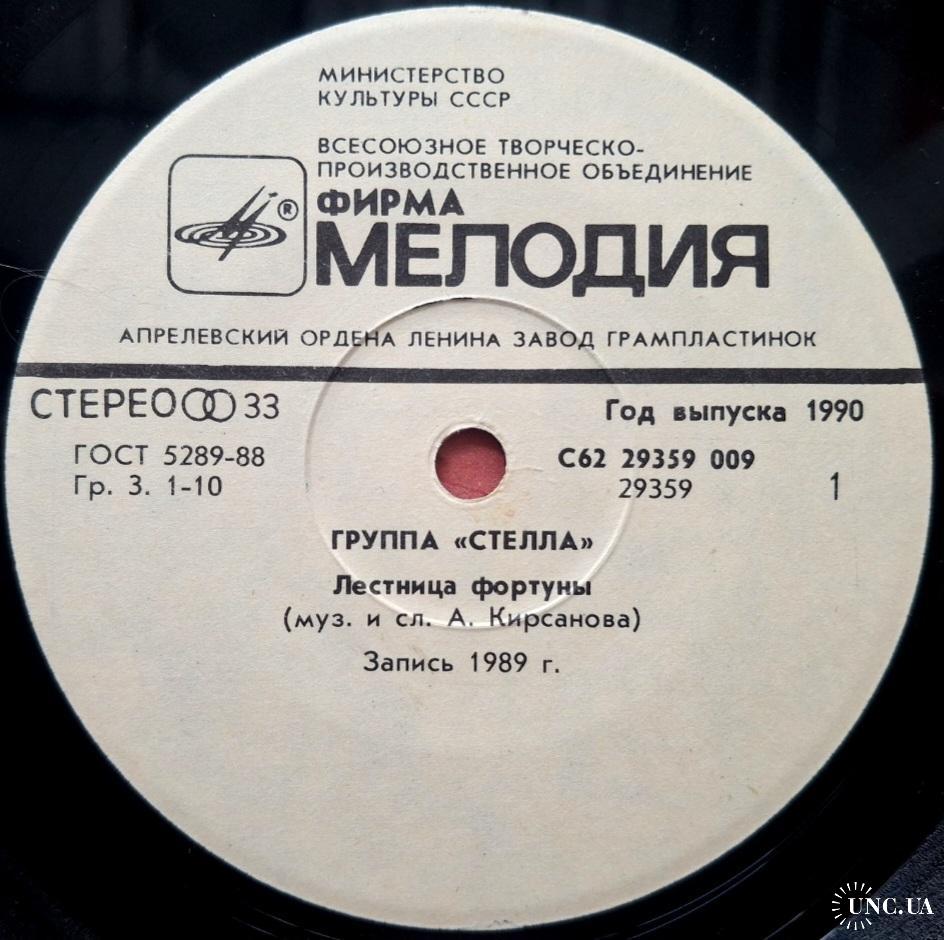 МИНИСТЕРСТВО
КУЛЬТУРЫ СССР
ВСЕСОЮЗНОЕ ТВОРЧЕСКО-
ПРОИЗВОДСТВЕННОЕ ОБЪЕДИНЕНИЕ
ФИРМА
®
МЕЛОДИЯ
АПРЕЛЕВСКИЙ ОРДЕНА ЛЕНИНА ЗАВОД ГРАМПЛАСТИНОК
СТЕРЕО 33
Год выпуска 1990
ГОСТ 5289-88
С62 29359 009
Гр. 3. 1-10
29359
1
ГРУППА «СТЕЛЛА»
Лестница фортуны
(муз. и сл. А. Кирсанова)
Запись 1989 г.
UNC.UA